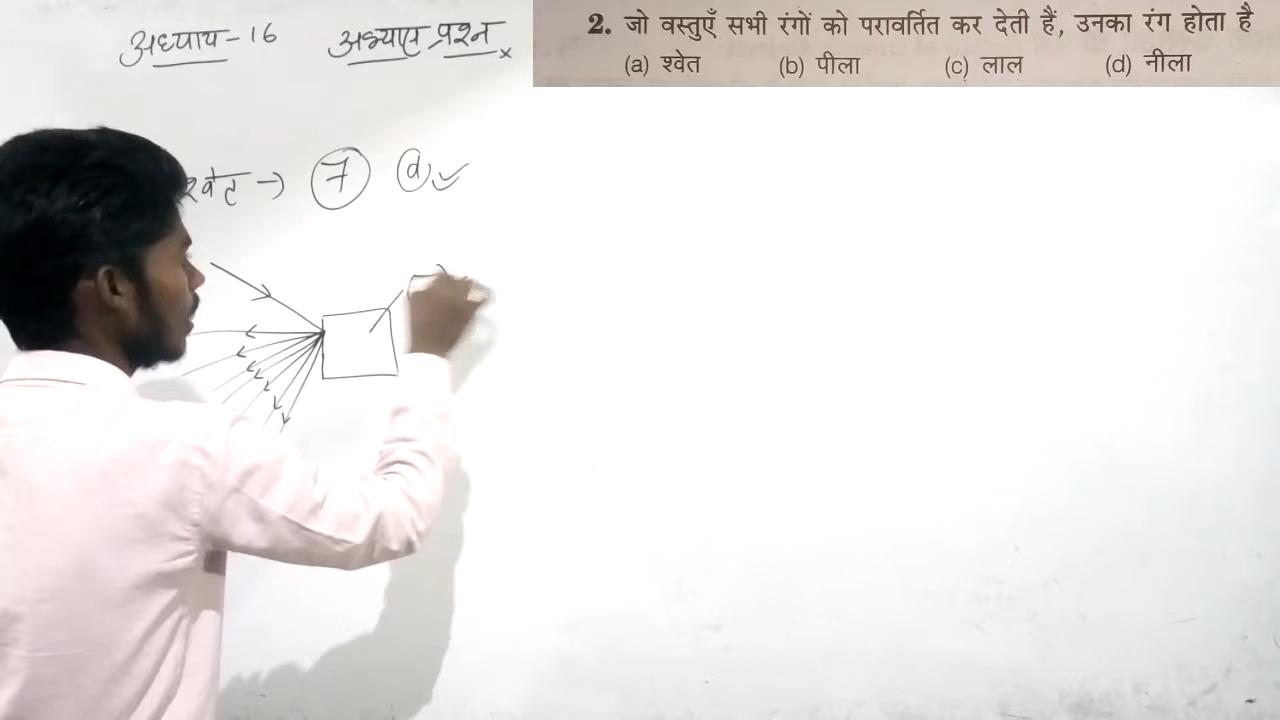 अध्याय-16 अभ्यास प्रश्न
2. जो वस्तुएँ सभी रंगों को परावर्तित कर देती हैं, उनका रंग होता है
(a) श्वेत (b) पीला (c) लाल (d) नीला
श्वेत → 7